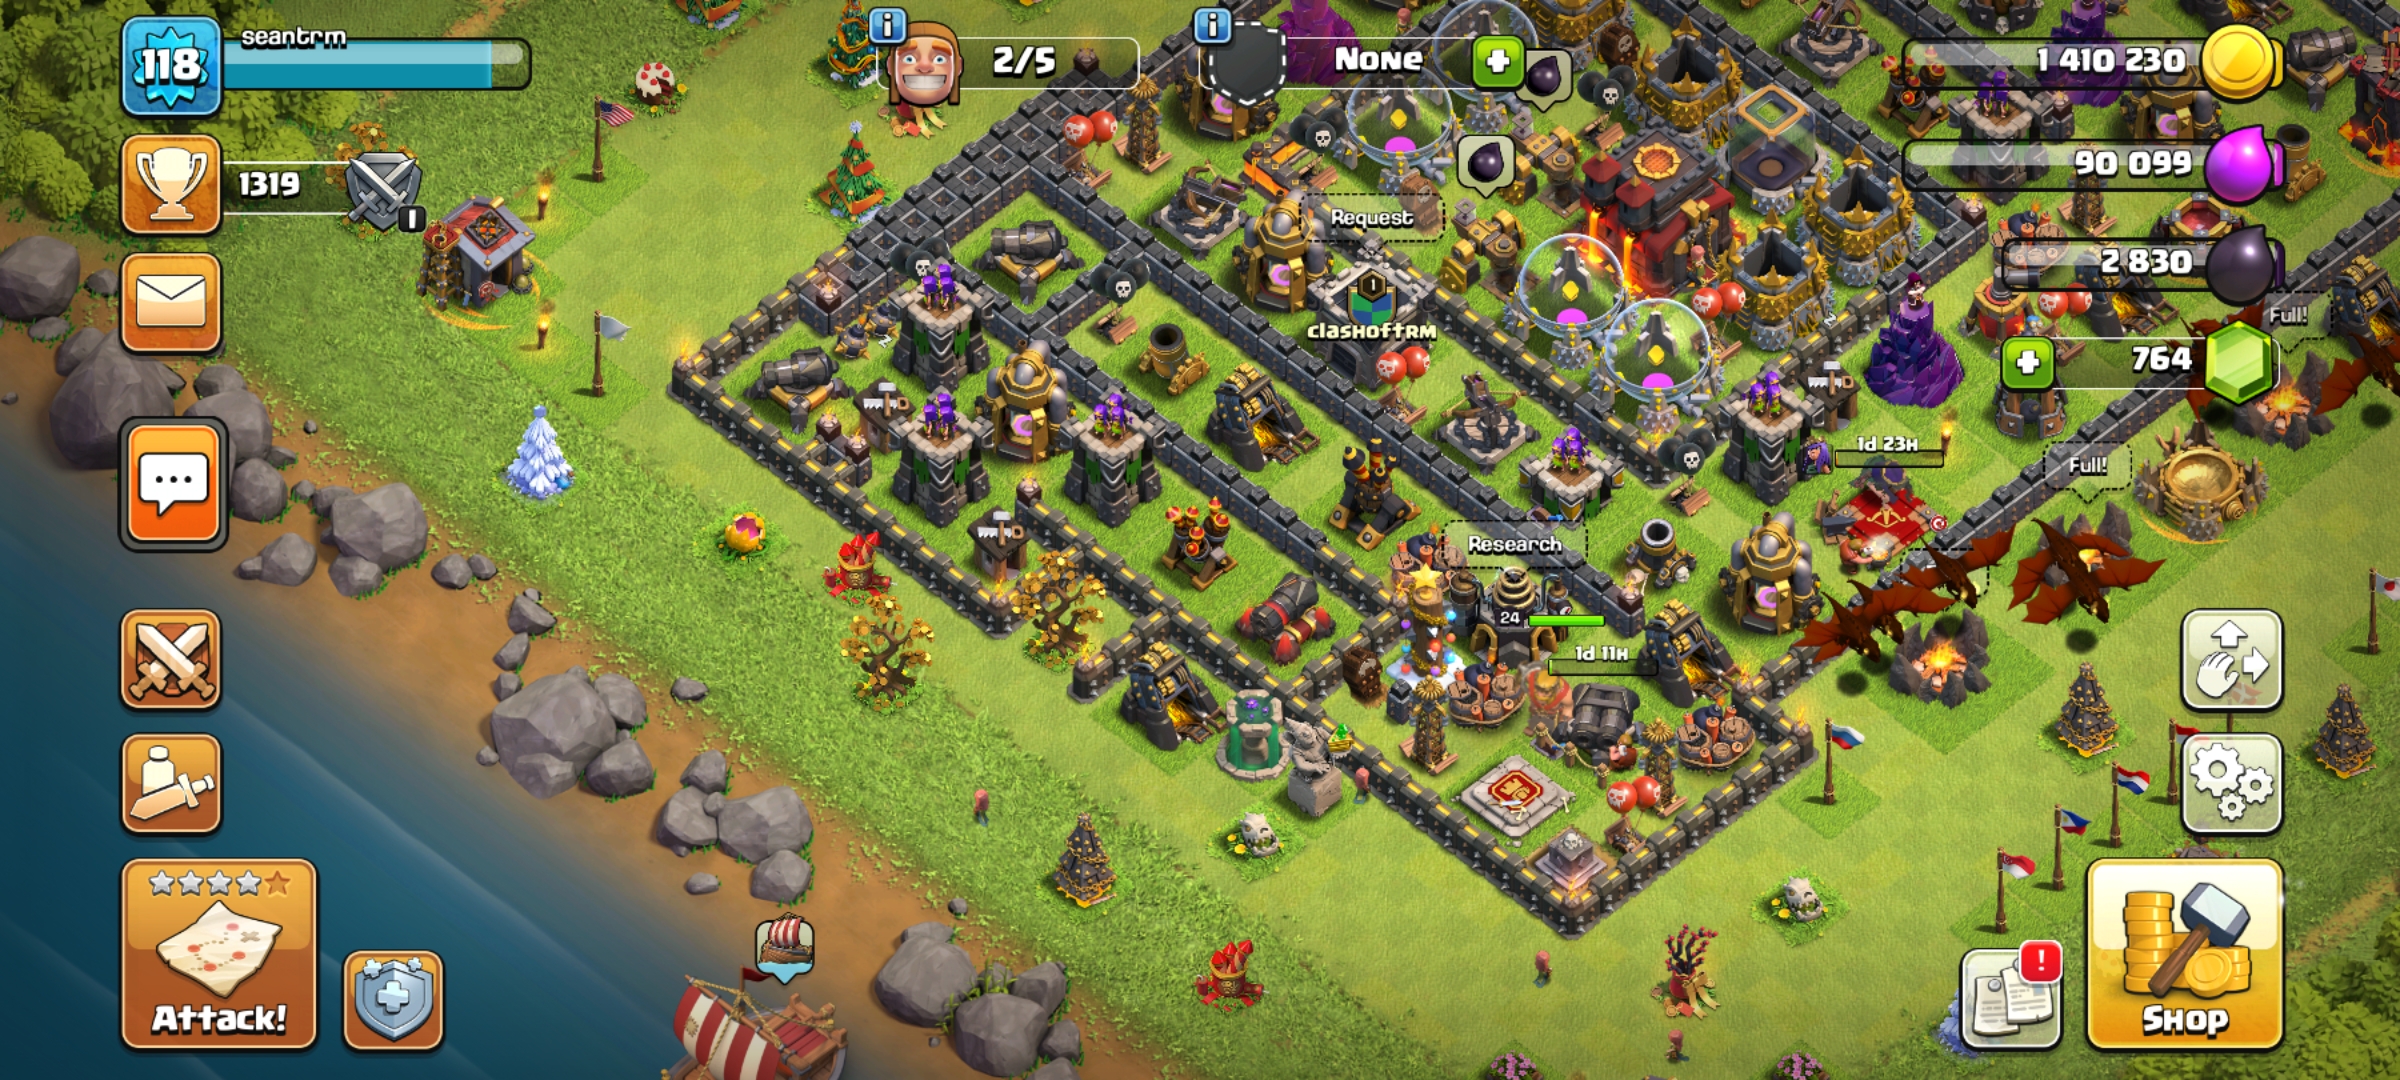 118
seantrm
2/5
None
1 410 230
1319
I
90 099
Request
2 830
1
clashofTRM
Full!
764
1d 23H
Full!
Research
24
1d 11H
Attack!
!
Shop